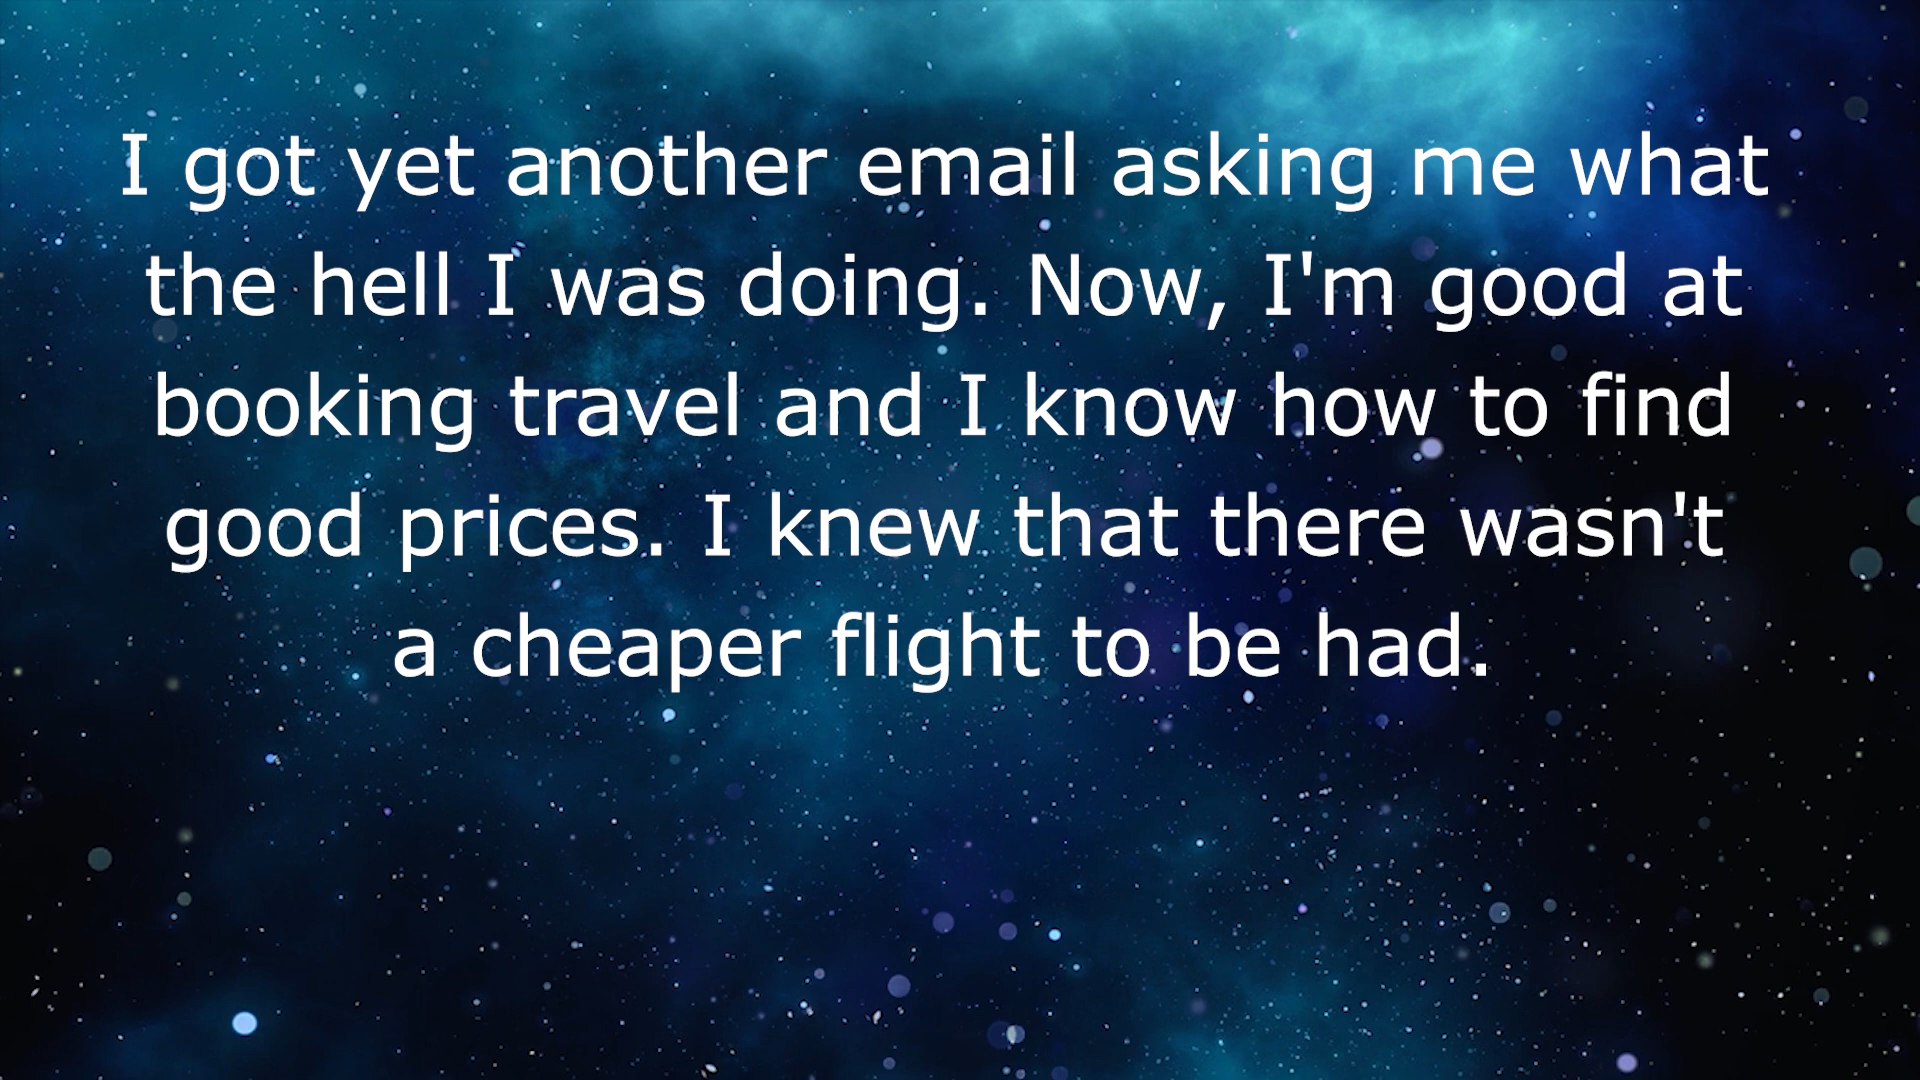 I got yet another email asking me what
the hell I was doing. Now, I'm good at
booking travel and I know how to find
good prices. I knew that there wasn't
a cheaper flight to be had.